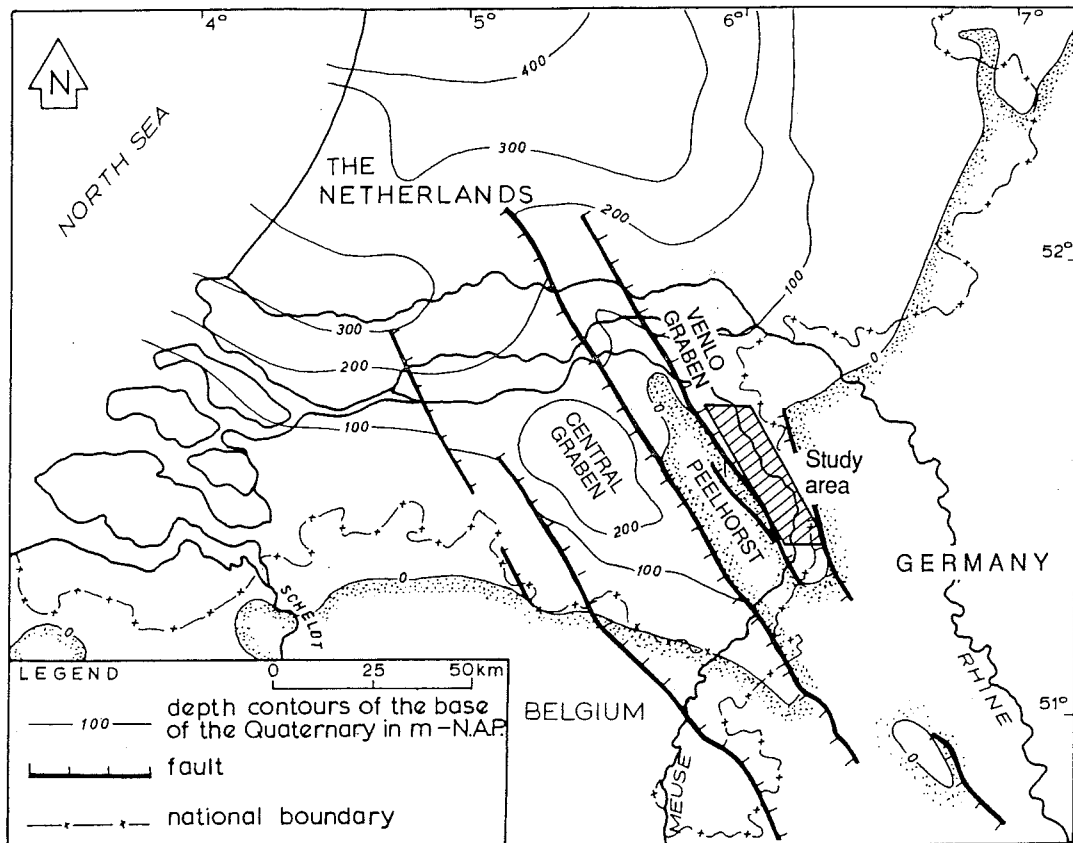 4°
5°
6°
7°
N
NORTH SEA
400
300
THE
NETHERLANDS
200
52°
100
300
200
100
VENLO
GRABEN
0
0
CENTRAL
GRABEN
200
100
PEELHORST
Study
area
GERMANY
0
SCHELDT
0
RHINE
BELGIUM
MEUSE
51°
0
LEGEND
0 25 50km
100
depth contours of the base
of the Quaternary in m-N.A.P.
fault
national boundary